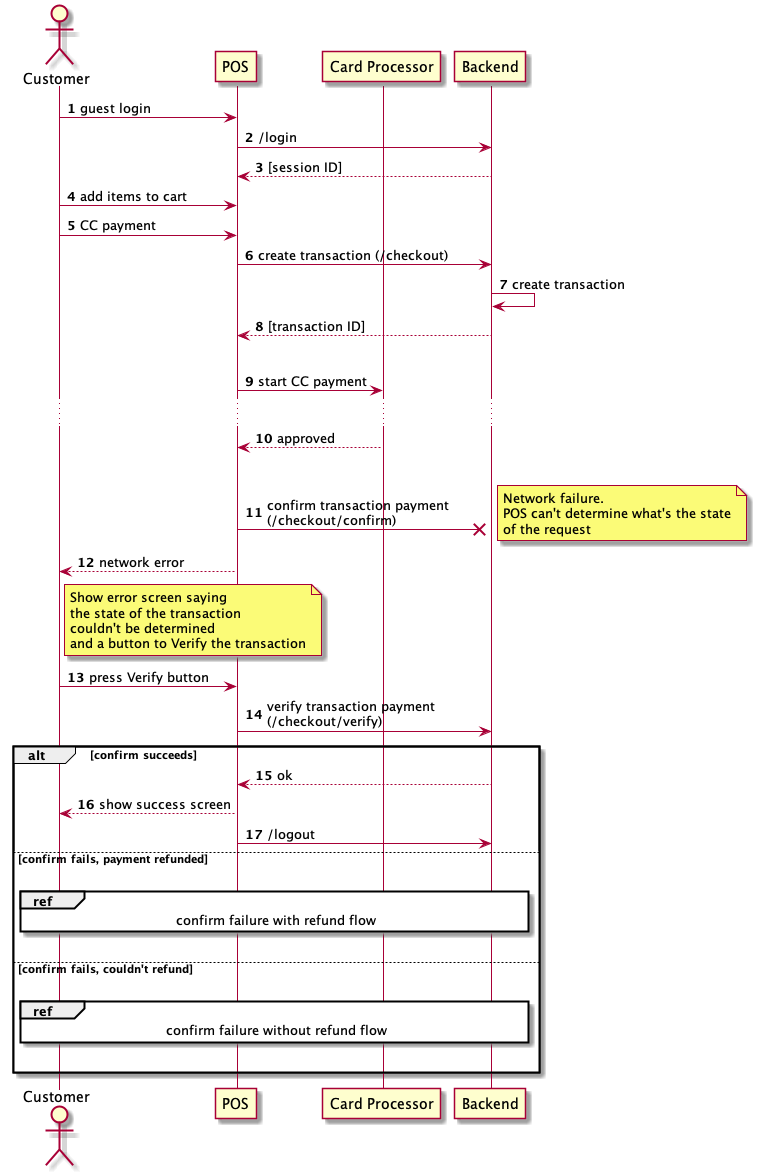 Customer
POS
Card Processor
Backend
1 guest login
2 /login
3 [session ID]
4 add items to cart
5 CC payment
6 create transaction (/checkout)
7 create transaction
8 [transaction ID]
9 start CC payment
10 approved
11 confirm transaction payment
(/checkout/confirm)
Network failure.
POS can't determine what's the state
of the request
12 network error
Show error screen saying
the state of the transaction
couldn't be determined
and a button to Verify the transaction
13 press Verify button
14 verify transaction payment
(/checkout/verify)
alt [confirm succeeds]
15 ok
16 show success screen
17 /logout
[confirm fails, payment refunded]
ref
confirm failure with refund flow
[confirm fails, couldn't refund]
ref
confirm failure without refund flow
Customer
POS
Card Processor
Backend